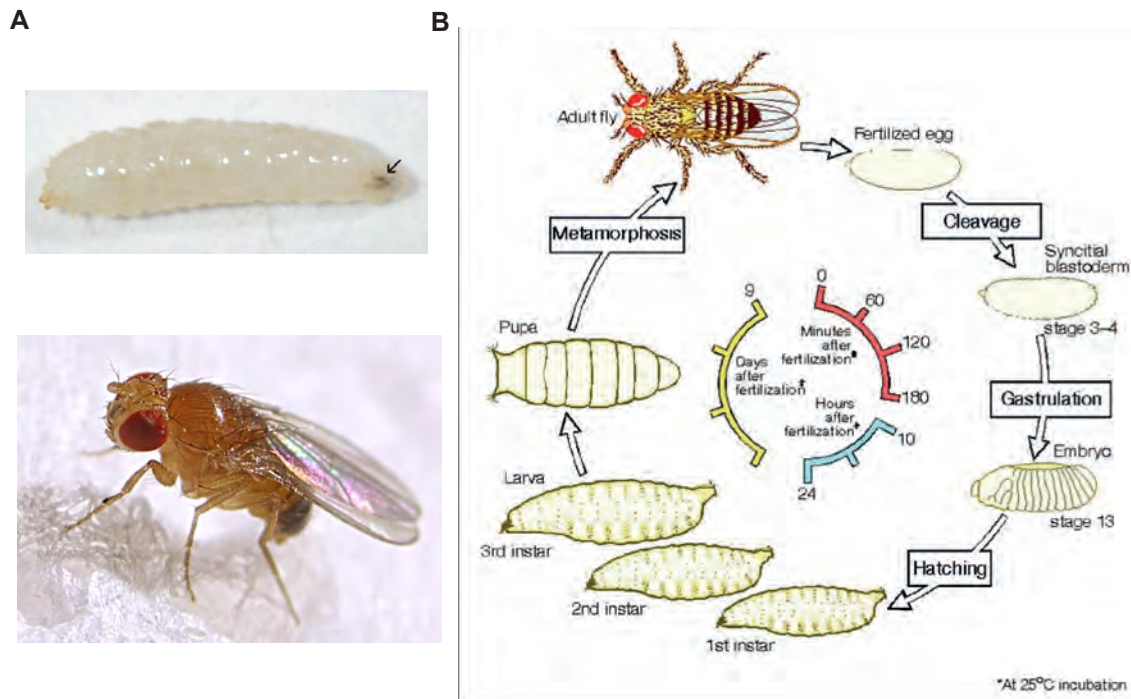 A
B
Adult fly
Fertilized egg
Cleavage
Metamorphosis
Syncitial
blastoderm
stage 3–4
0
60
120
180
Minutes
after
fertilization*
9
Days
after
fertilization*
Pupa
Gastrulation
Hours
after
fertilization*
10
24
Embryo
stage 13
Larva
3rd instar
Hatching
2nd instar
1st instar
*At 25°C incubation